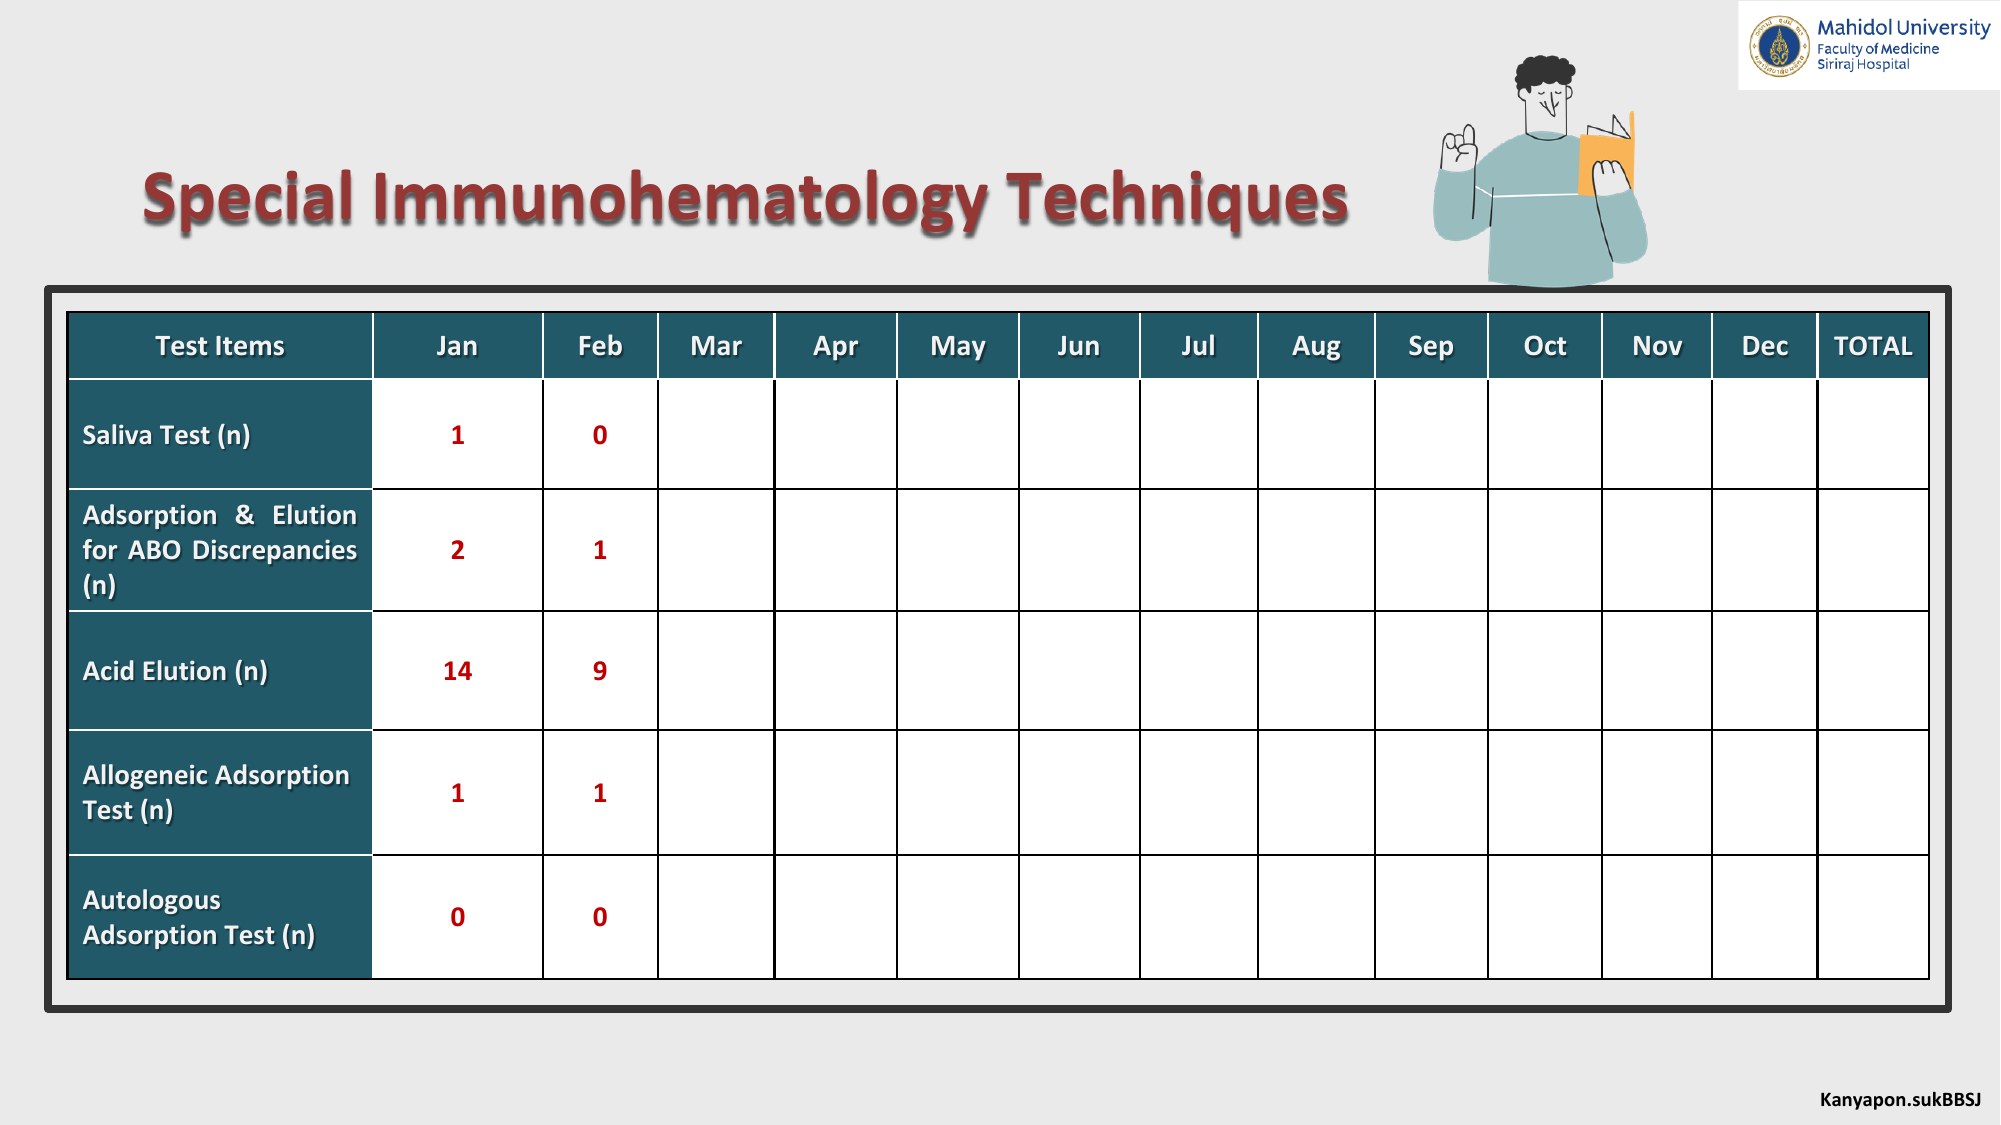 Mahidol University
Faculty of Medicine
Siriraj Hospital
Special Immunohematology Techniques
Test Items Jan Feb Mar Apr May Jun Jul Aug Sep Oct Nov Dec TOTAL
Saliva Test (n) 1 0
Adsorption & Elution
for ABO Discrepancies 2 1
(n)
Acid Elution (n) 14 9
Allogeneic Adsorption
Test (n) 1 1
Autologous
Adsorption Test (n) 0 0
Kanyapon.sukBBSJ